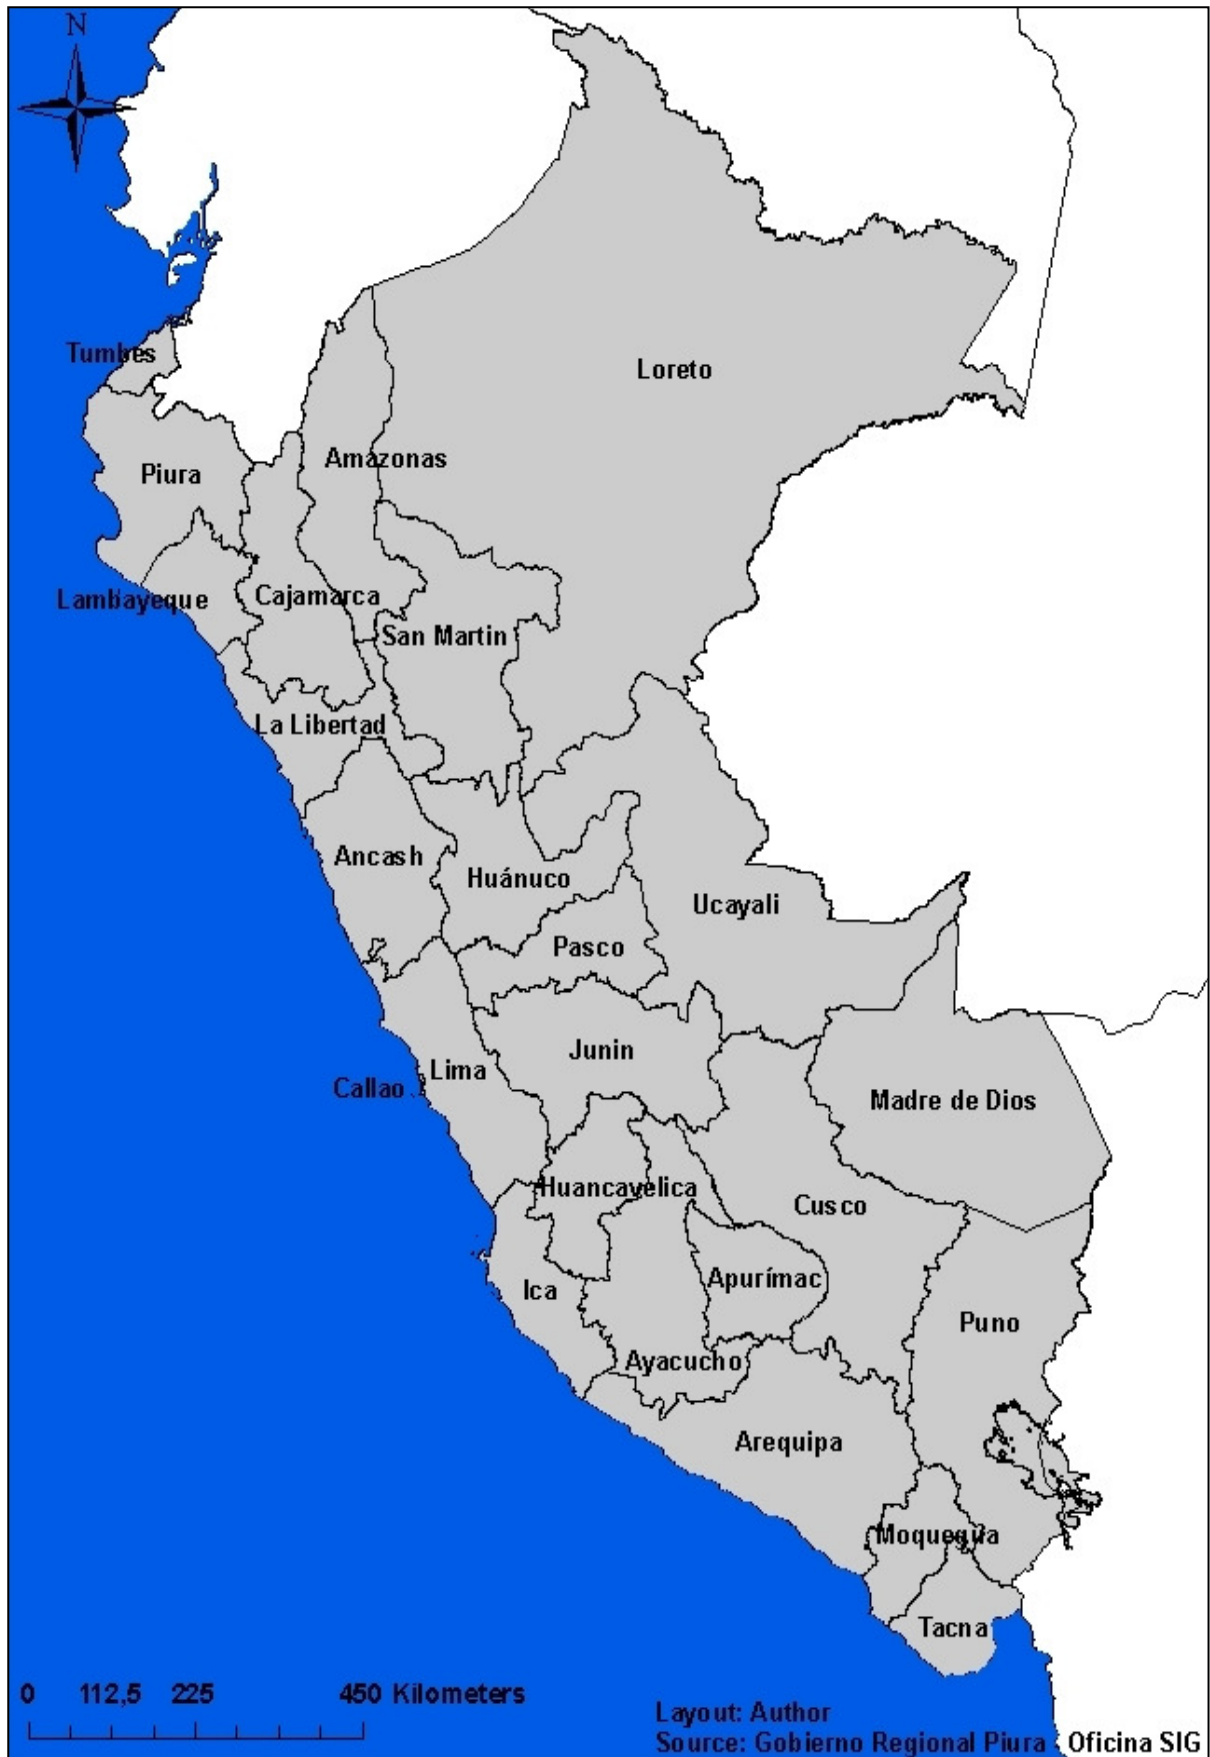 N
Tumbes
Loreto
Amazonas
Piura
Lambayeque
Cajamarca
San Martin
La Libertad
Ancash
Huánuco
Ucayali
Pasco
Junin
Lima
Callao
Madre de Dios
Huancavelica
Cusco
Ica
Apurímac
Puno
Ayacucho
Arequipa
Moquegua
Tacna
0 112,5 225 450 Kilometers
Layout: Author
Source: Gobierno Regional Piura Oficina SIG